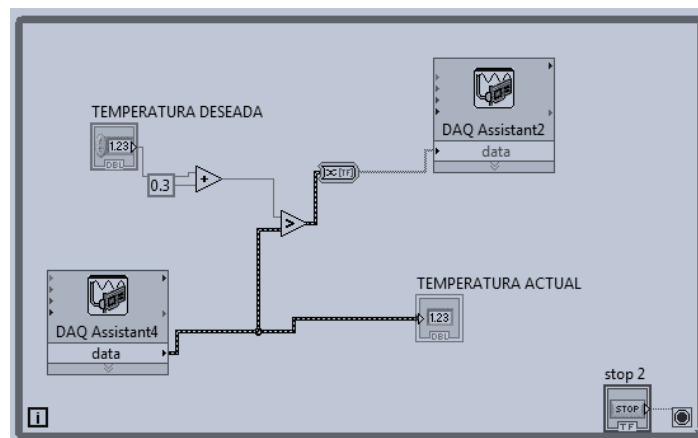 TEMPERATURA DESEADA
1.23
DBL
0.3
+
>
[TF]
DAQ Assistant2
data
DAQ Assistant4
data
TEMPERATURA ACTUAL
1.23
DBL
stop 2
STOP
TF
i